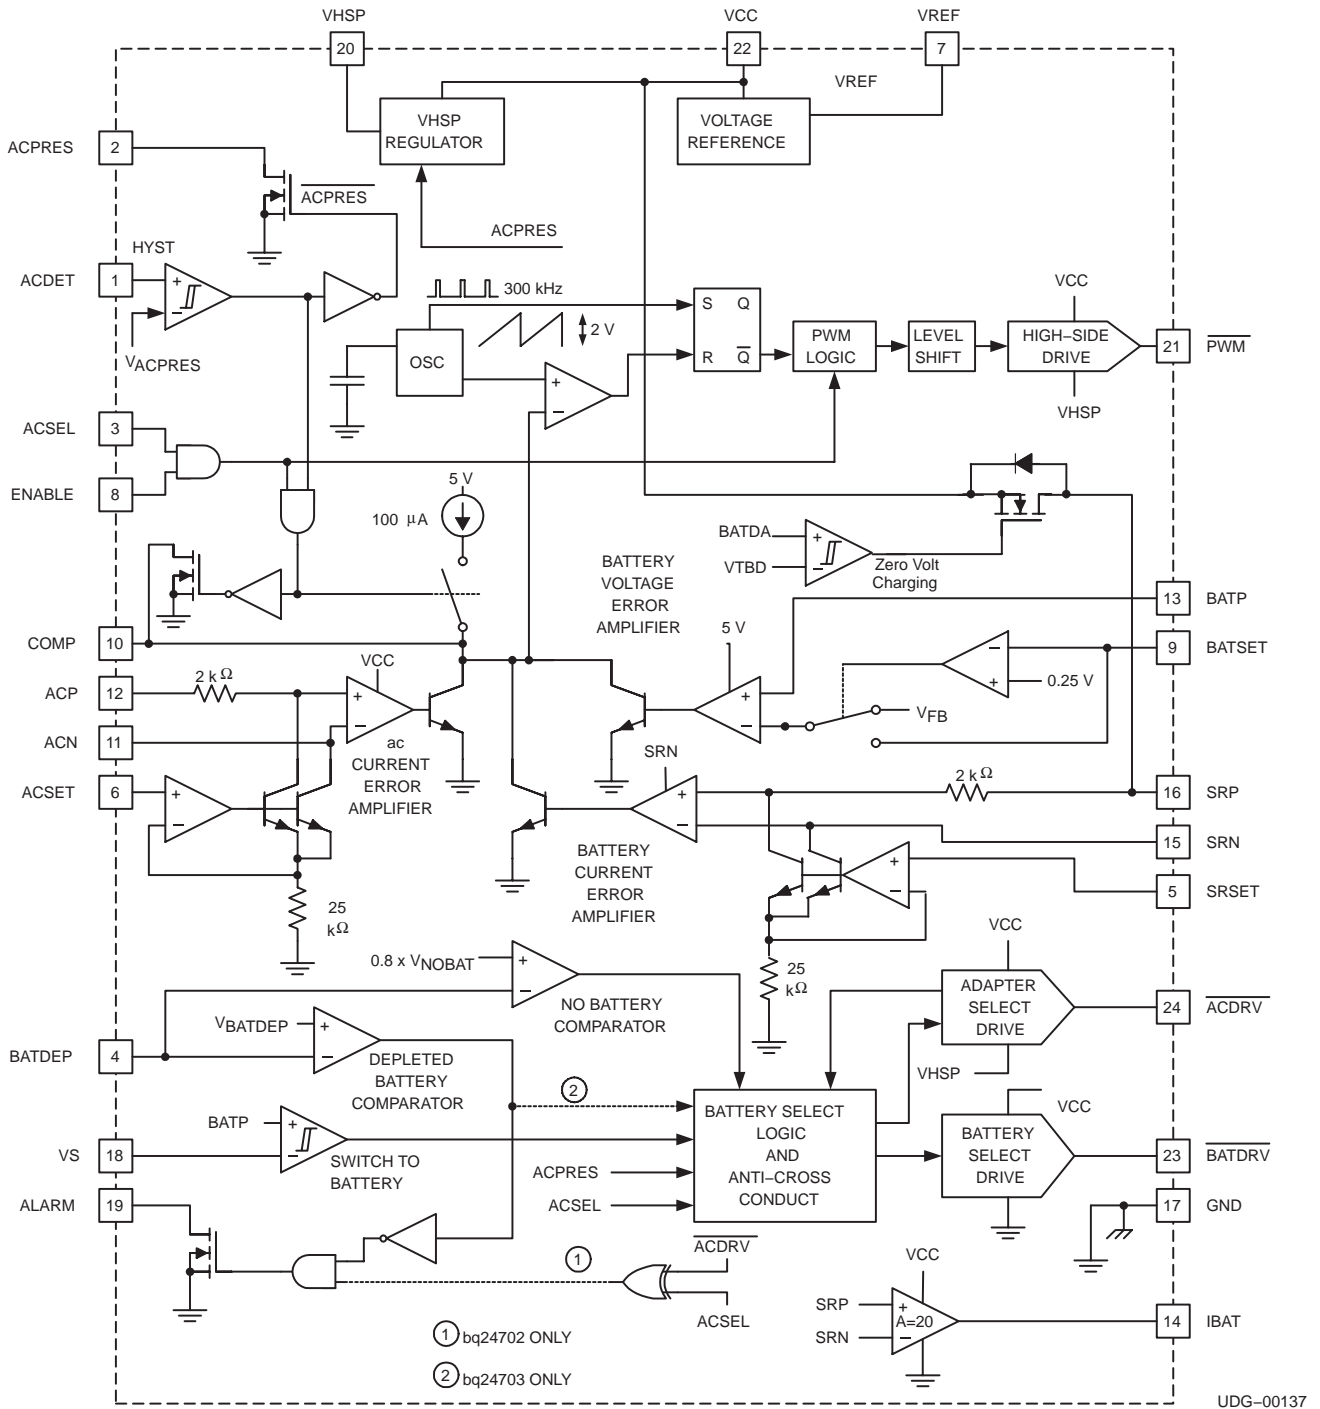 VHSP
VCC
VREF
20
22
7
VREF
VHSP
REGULATOR
VOLTAGE
REFERENCE
ACPRES
2
ACPRES
ACPRES
HYST
ACDET
1
+
−
VACPRES
300 kHz
2 V
OSC
+
−
S Q
R Q
PWM
LOGIC
LEVEL
SHIFT
VCC
HIGH−SIDE
DRIVE
VHSP
21
PWM
ACSEL
3
ENABLE
8
5 V
100 μA
BATDA
+
VTBD
−
Zero Volt
Charging
BATTERY
VOLTAGE
ERROR
AMPLIFIER
5 V
13
BATP
COMP
10
9
BATSET
−
+
0.25 V
VCC
ACP
12
2 kΩ
+
−
+
−
VFB
ACN
11
ac
CURRENT
ERROR
AMPLIFIER
ACSET
6
+
−
SRN
+
−
2 kΩ
16
SRP
15
SRN
BATTERY
CURRENT
ERROR
AMPLIFIER
+
−
5
SRSET
25
kΩ
25
kΩ
0.8 x VNOBAT
+
−
NO BATTERY
COMPARATOR
VCC
ADAPTER
SELECT
DRIVE
VHSP
24
ACDRV
VBATDEP
+
−
BATDEP
4
DEPLETED
BATTERY
COMPARATOR
2
BATP
+
−
VS
18
SWITCH TO
BATTERY
ACPRES
ACSEL
BATTERY SELECT
LOGIC
AND
ANTI−CROSS
CONDUCT
VCC
BATTERY
SELECT
DRIVE
23
BATDRV
ALARM
19
17
GND
1
ACDRV
ACSEL
VCC
SRP
+
A=20
SRN
−
14
IBAT
1 bq24702 ONLY
2 bq24703 ONLY
UDG−00137